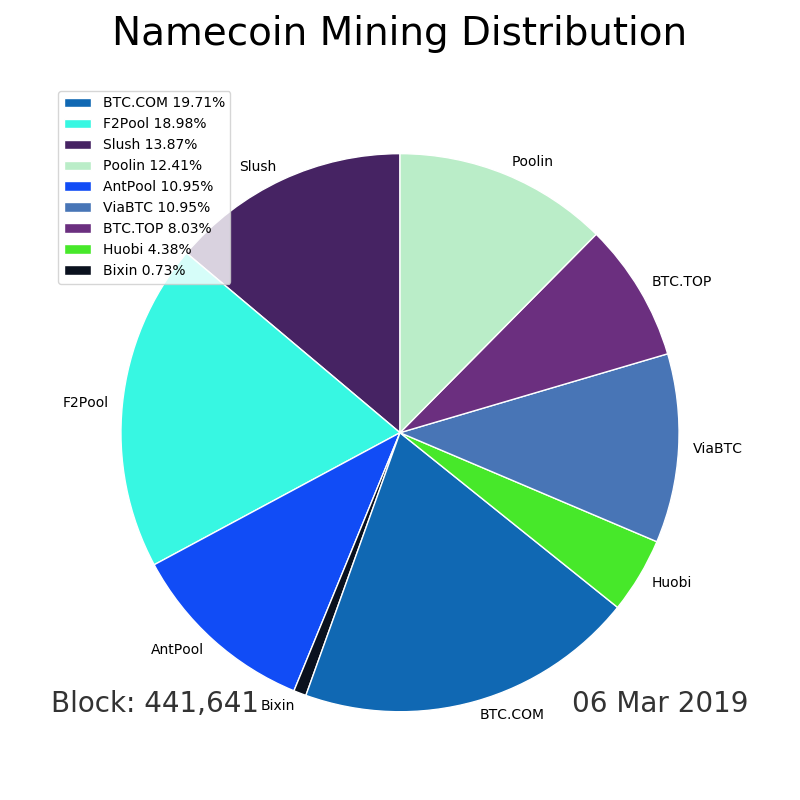 Namecoin Mining Distribution
BTC.COM 19.71%
F2Pool 18.98%
Slush 13.87%
Poolin 12.41%
AntPool 10.95%
ViaBTC 10.95%
BTC.TOP 8.03%
Huobi 4.38%
Bixin 0.73%
Poolin
Slush
BTC.TOP
F2Pool
ViaBTC
Huobi
AntPool
Bixin
BTC.COM
Block: 441,641
06 Mar 2019